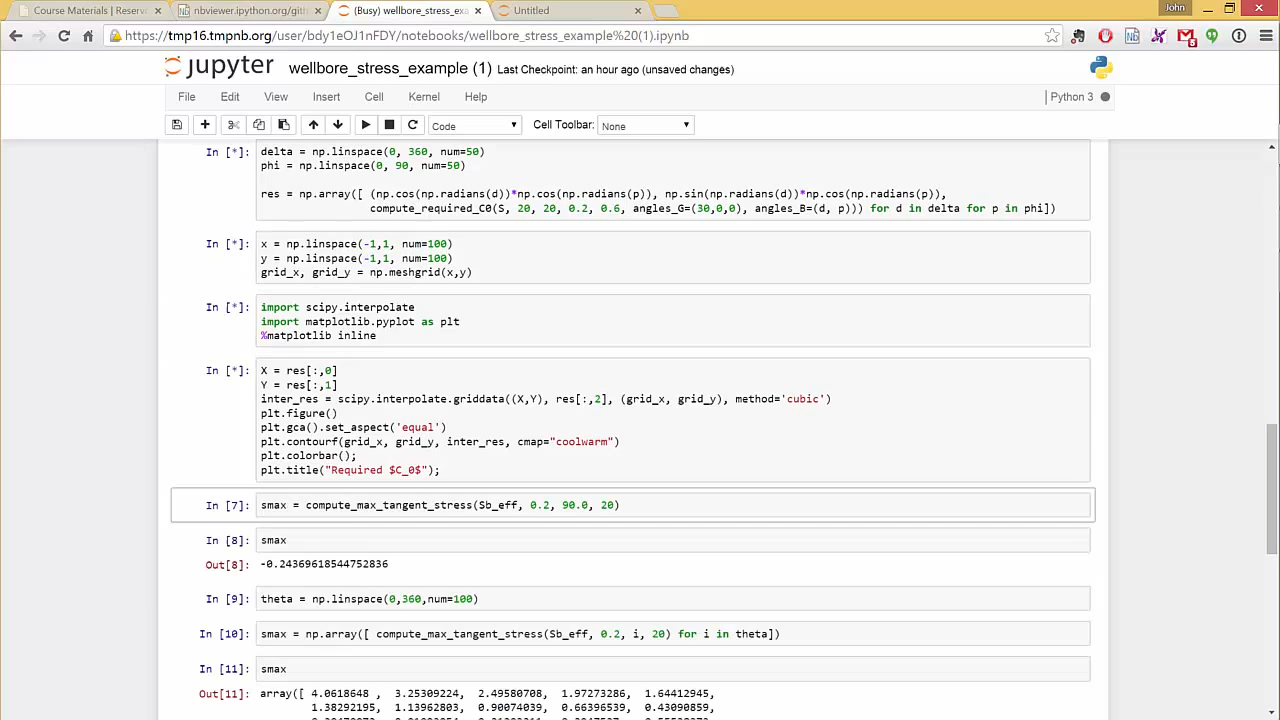 Course Materials | Reserv
nbviewer.ipython.org/gith
(Busy) wellbore_stress_exa
Untitled
John
https://tmp16.tmpnb.org/user/bdy1eOJ1nFDY/notebooks/wellbore_stress_example%20(1).ipynb
jupyter wellbore_stress_example (1) Last Checkpoint: an hour ago (unsaved changes)
File Edit View Insert Cell Kernel Help Python 3
Code Cell Toolbar: None
In [*]: delta = np.linspace(0, 360, num=50)
phi = np.linspace(0, 90, num=50)
res = np.array([ (np.cos(np.radians(d))*np.cos(np.radians(p)), np.sin(np.radians(d))*np.cos(np.radians(p)),
compute_required_C0(S, 20, 20, 0.2, 0.6, angles_G=(30,0,0), angles_B=(d, p))) for d in delta for p in phi])
In [*]: x = np.linspace(-1,1, num=100)
y = np.linspace(-1,1, num=100)
grid_x, grid_y = np.meshgrid(x,y)
In [*]: import scipy.interpolate
import matplotlib.pyplot as plt
%matplotlib inline
In [*]: X = res[:,0]
Y = res[:,1]
inter_res = scipy.interpolate.griddata((X,Y), res[:,2], (grid_x, grid_y), method='cubic')
plt.figure()
plt.gca().set_aspect('equal')
plt.contourf(grid_x, grid_y, inter_res, cmap="coolwarm")
plt.colorbar();
plt.title("Required $C_0$");
In [7]: smax = compute_max_tangent_stress(Sb_eff, 0.2, 90.0, 20)
In [8]: smax
Out[8]: -0.24369618544752836
In [9]: theta = np.linspace(0,360,num=100)
In [10]: smax = np.array([ compute_max_tangent_stress(Sb_eff, 0.2, i, 20) for i in theta])
In [11]: smax
Out[11]: array([ 4.0618648 , 3.25309224, 2.49580708, 1.97273286, 1.64412945,
1.38292195, 1.13962803, 0.90074039, 0.66396539, 0.43090859,